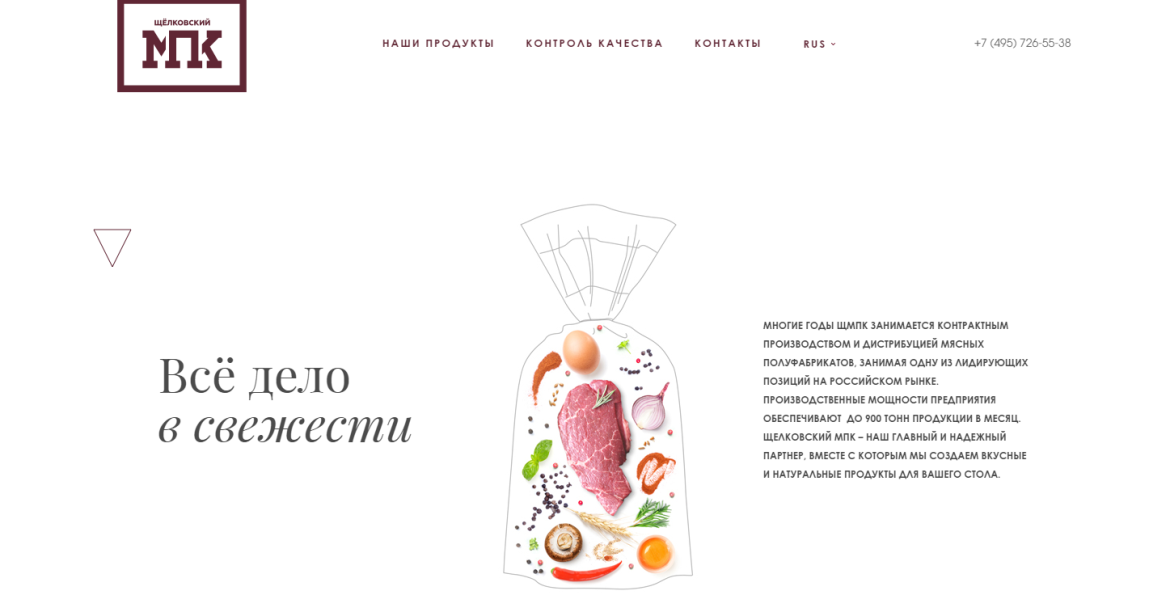 ЩЁЛКОВСКИЙ
МПК
НАШИ ПРОДУКТЫ
КОНТРОЛЬ КАЧЕСТВА
КОНТАКТЫ
RUS
+7 (495) 726-55-38
Всё дело
в свежести
МНОГИЕ ГОДЫ ЩМПК ЗАНИМАЕТСЯ КОНТРАКТНЫМ
ПРОИЗВОДСТВОМ И ДИСТРИБУЦИЕЙ МЯСНЫХ
ПОЛУФАБРИКАТОВ, ЗАНИМАЯ ОДНУ ИЗ ЛИДИРУЮЩИХ
ПОЗИЦИЙ НА РОССИЙСКОМ РЫНКЕ.
ПРОИЗВОДСТВЕННЫЕ МОЩНОСТИ ПРЕДПРИЯТИЯ
ОБЕСПЕЧИВАЮТ ДО 900 ТОНН ПРОДУКЦИИ В МЕСЯЦ.
ЩЕЛКОВСКИЙ МПК – НАШ ГЛАВНЫЙ И НАДЕЖНЫЙ
ПАРТНЕР, ВМЕСТЕ С КОТОРЫМ МЫ СОЗДАЕМ ВКУСНЫЕ
И НАТУРАЛЬНЫЕ ПРОДУКТЫ ДЛЯ ВАШЕГО СТОЛА.